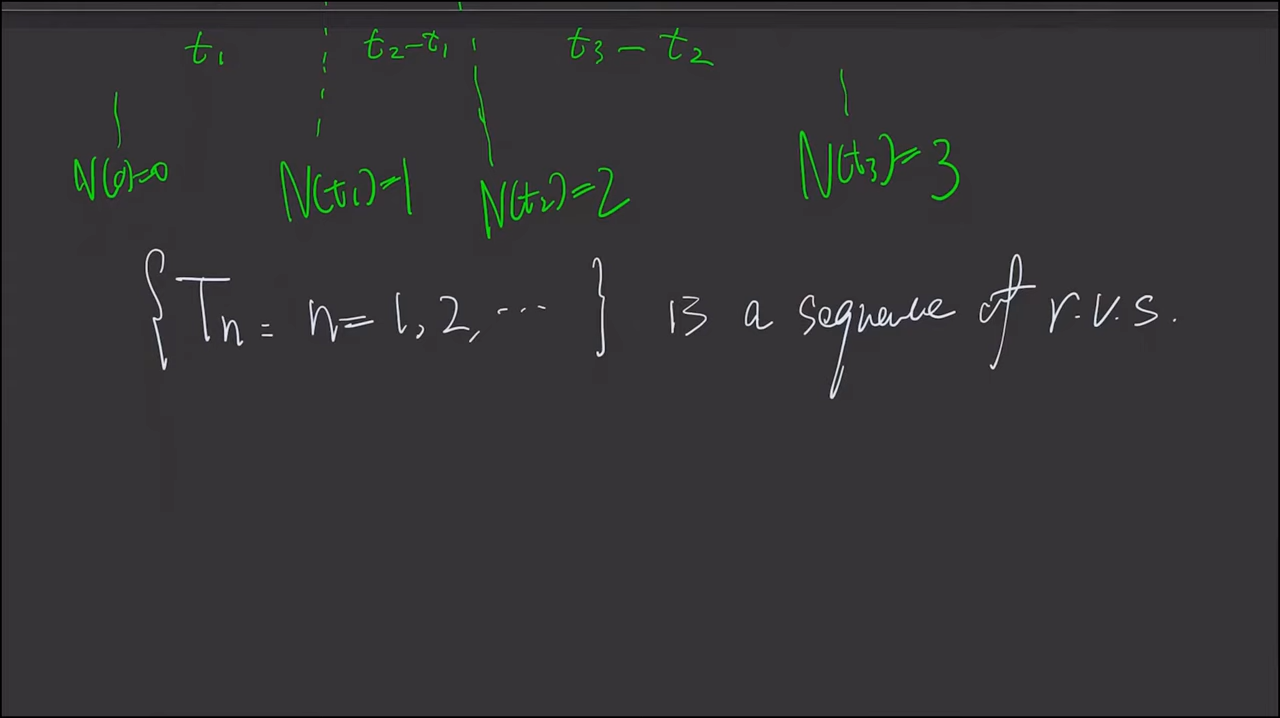 t₁ t₂-t₁ t₃-t₂
N(0)=0 N(t₁)=1 N(t₂)=2 N(t₃)=3
{Tₙ: n=1,2,⋯} is a sequence of r.v.s.